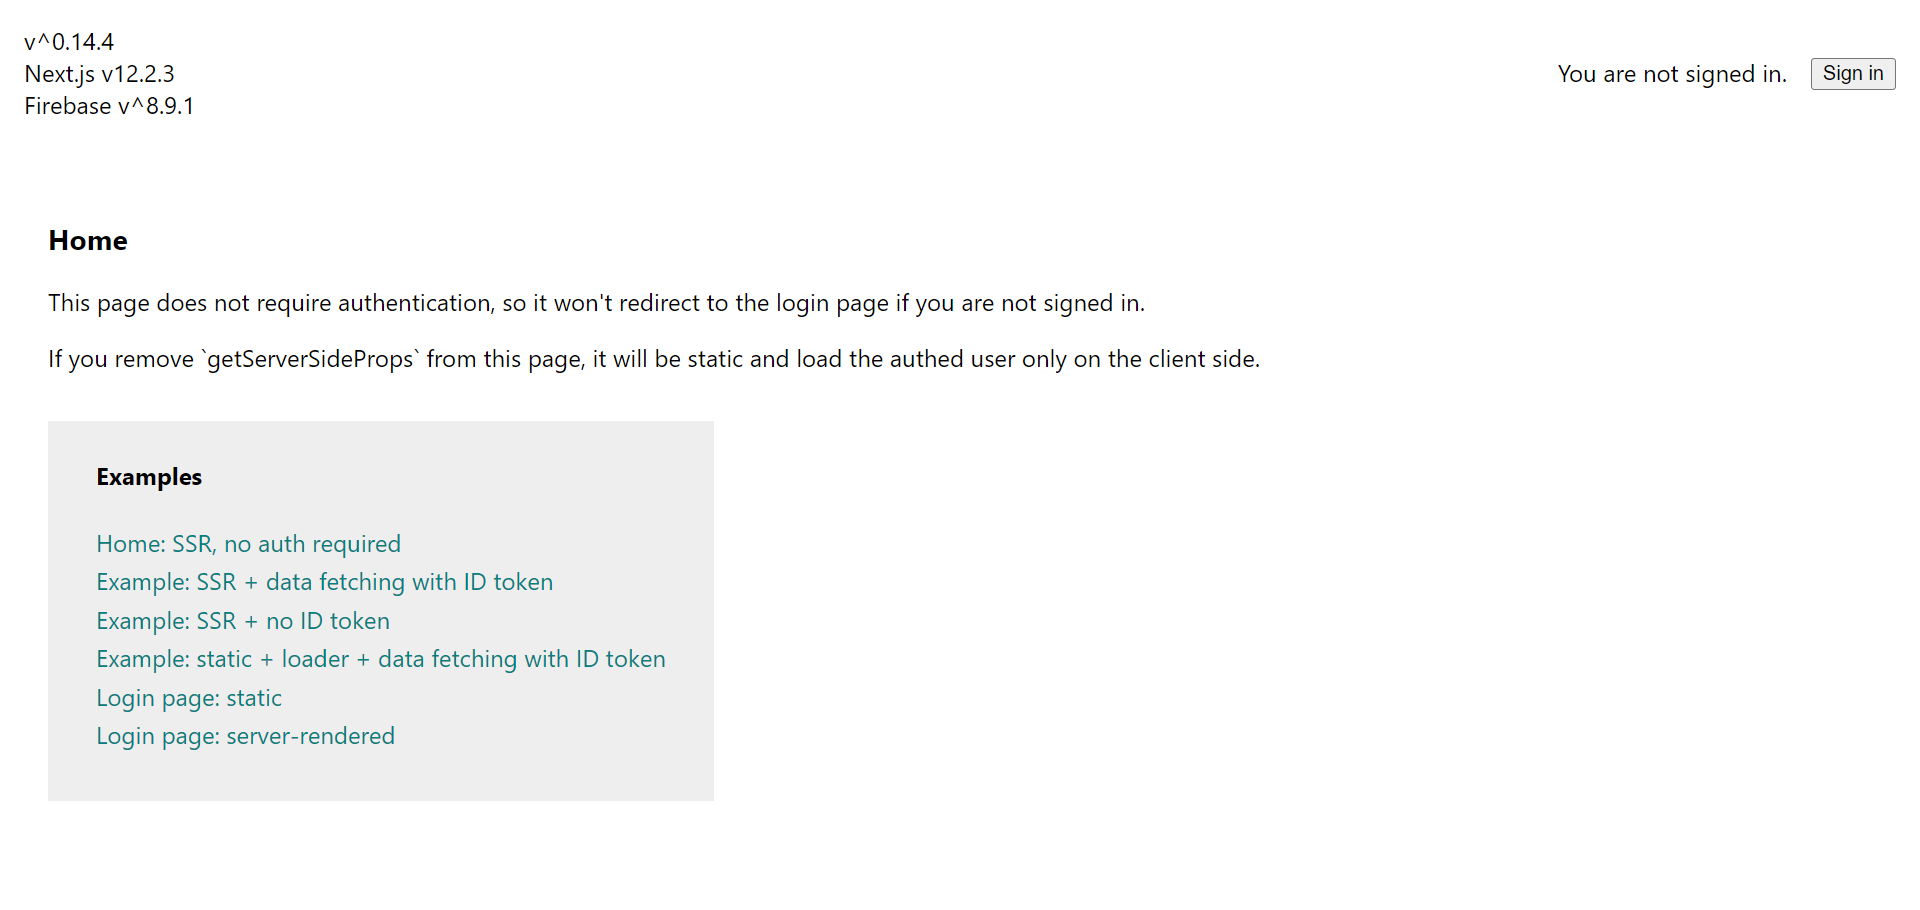 v^0.14.4
Next.js v12.2.3
Firebase v^8.9.1
You are not signed in.
Sign in
Home
This page does not require authentication, so it won't redirect to the login page if you are not signed in.
If you remove `getServerSideProps` from this page, it will be static and load the authed user only on the client side.
Examples
Home: SSR, no auth required
Example: SSR + data fetching with ID token
Example: SSR + no ID token
Example: static + loader + data fetching with ID token
Login page: static
Login page: server-rendered